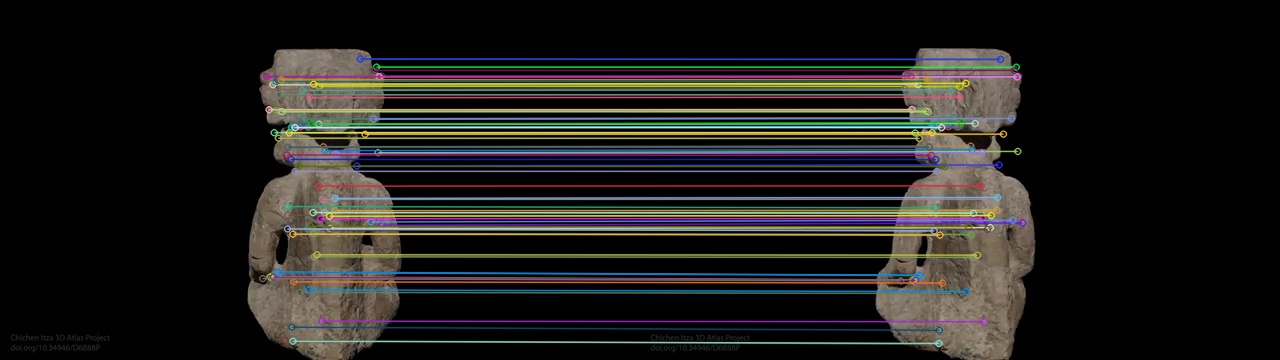 Chichen Itza 3D Atlas Project
doi.org/10.34946/D6B88P
Chichen Itza 3D Atlas Project
doi.org/10.34946/D6B88P